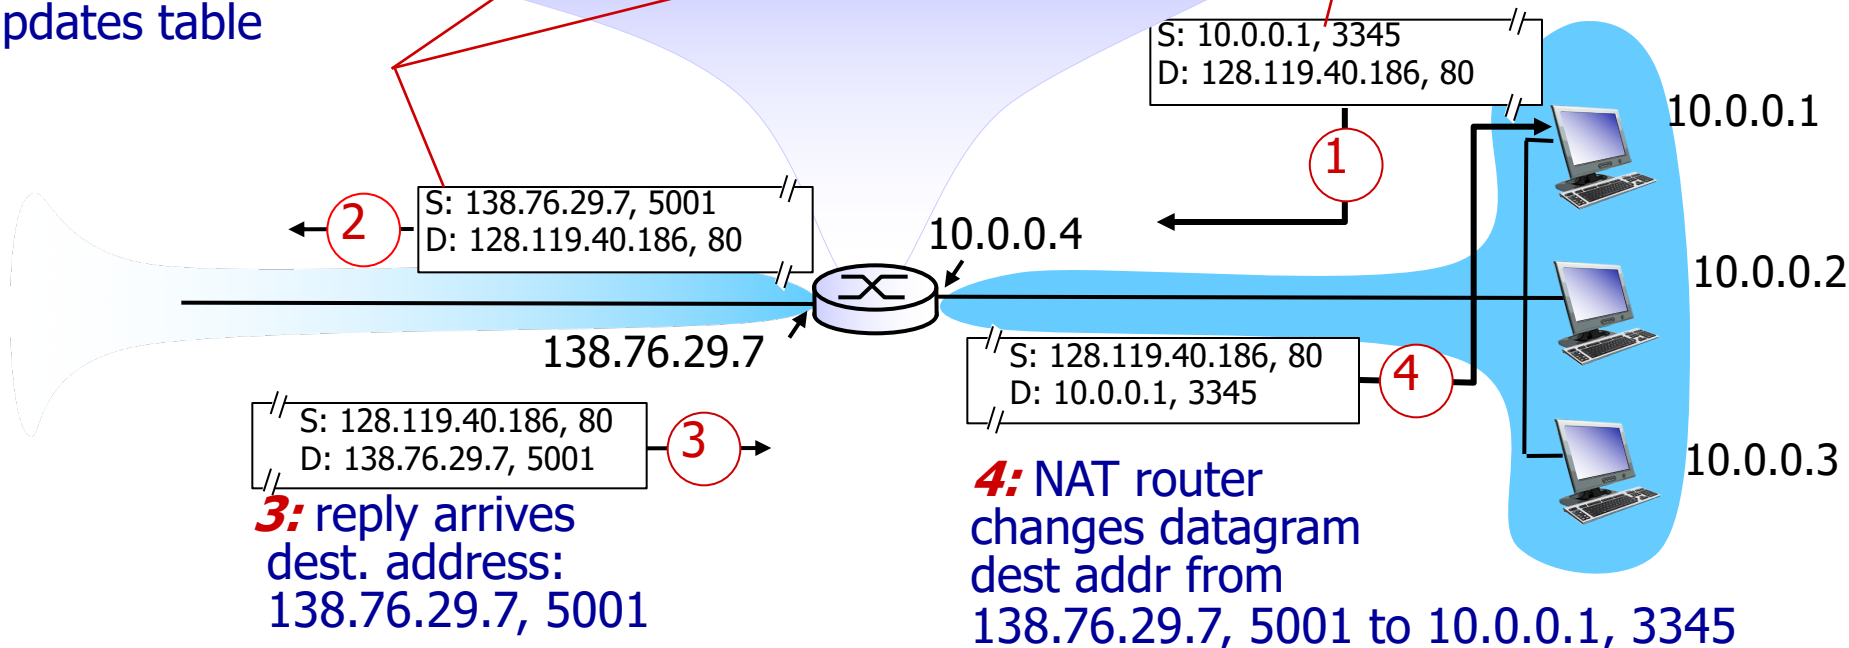 pdates table
S: 10.0.0.1, 3345
D: 128.119.40.186, 80
10.0.0.1
1
S: 138.76.29.7, 5001
D: 128.119.40.186, 80
2
10.0.0.4
10.0.0.2
138.76.29.7
S: 128.119.40.186, 80
D: 10.0.0.1, 3345
4
S: 128.119.40.186, 80
D: 138.76.29.7, 5001
3
10.0.0.3
3: reply arrives
dest. address:
138.76.29.7, 5001
4: NAT router
changes datagram
dest addr from
138.76.29.7, 5001 to 10.0.0.1, 3345